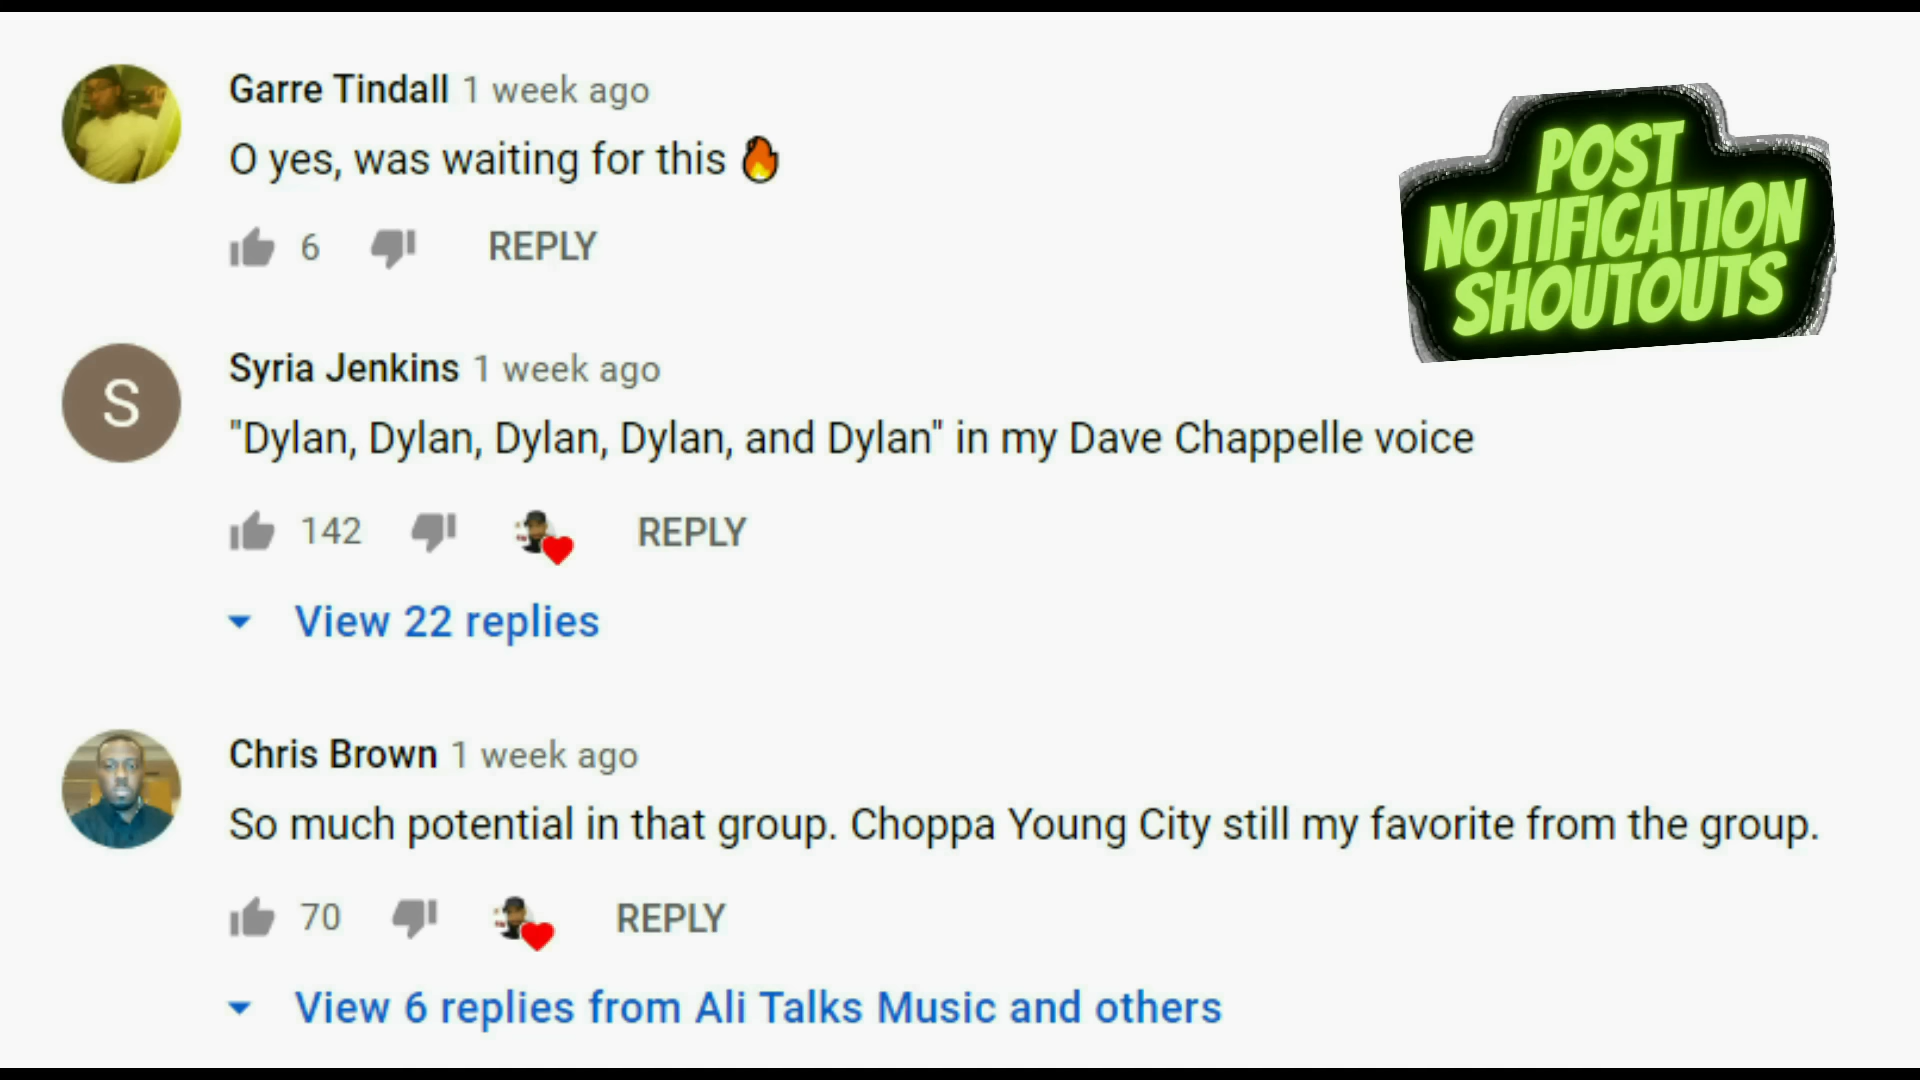 Garre Tindall 1 week ago
O yes, was waiting for this 🔥
6 REPLY
POST
NOTIFICATION
SHOUTOUTS
S
Syria Jenkins 1 week ago
"Dylan, Dylan, Dylan, Dylan, and Dylan" in my Dave Chappelle voice
142 REPLY
View 22 replies
Chris Brown 1 week ago
So much potential in that group. Choppa Young City still my favorite from the group.
70 REPLY
View 6 replies from Ali Talks Music and others